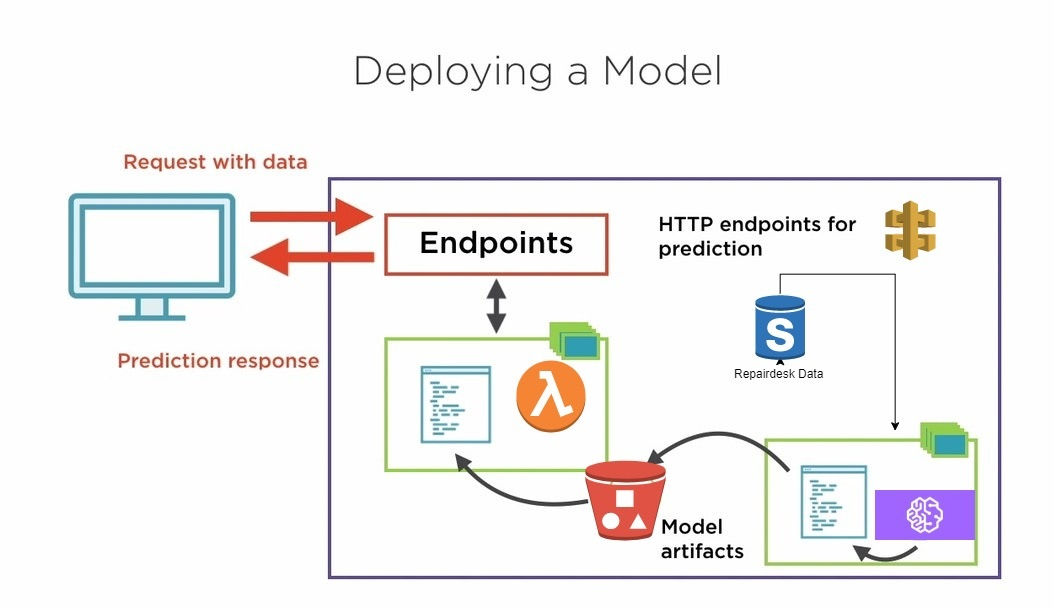 Deploying a Model
Request with data
Endpoints
HTTP endpoints for
prediction
S
Repairdesk Data
Prediction response
λ
Model
artifacts